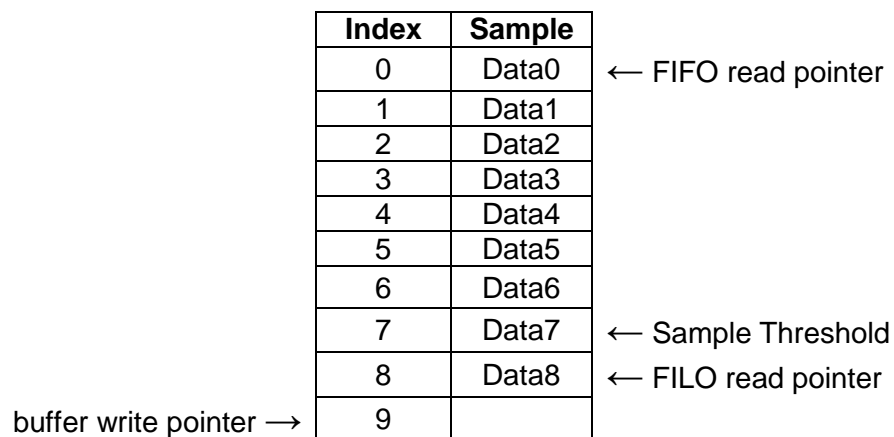 Index Sample
0 Data0 ← FIFO read pointer
1 Data1
2 Data2
3 Data3
4 Data4
5 Data5
6 Data6
7 Data7 ← Sample Threshold
8 Data8 ← FILO read pointer
buffer write pointer → 9